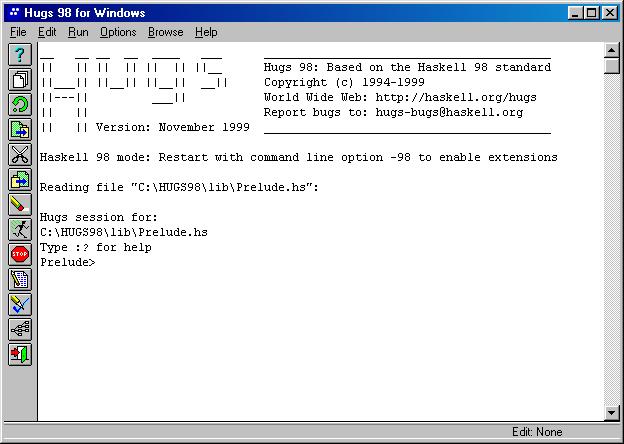 Hugs 98 for Windows
File Edit Run Options Browse Help
__   __ __  __  ____   ___      _________________________________________
||   || ||  || ||  || ||__      Hugs 98: Based on the Haskell 98 standard
||___|| ||__|| ||__||  __||     Copyright (c) 1994-1999
||---||         ___||           World Wide Web: http://haskell.org/hugs
||   ||                         Report bugs to: hugs-bugs@haskell.org
||   || Version: November 1999  _________________________________________
Haskell 98 mode: Restart with command line option -98 to enable extensions
Reading file "C:\HUGS98\lib\Prelude.hs":
Hugs session for:
C:\HUGS98\lib\Prelude.hs
Type :? for help
Prelude>
STOP
Edit: None